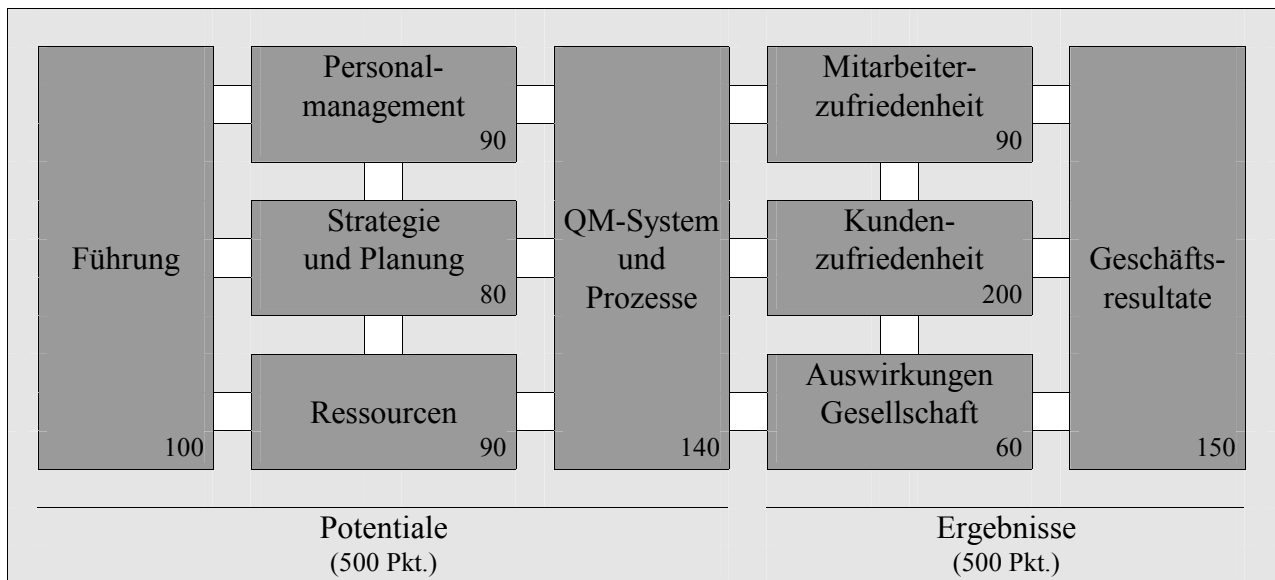 Führung
100
Personal-
management
90
Strategie
und Planung
80
Ressourcen
90
QM-System
und
Prozesse
140
Mitarbeiter-
zufriedenheit
90
Kunden-
zufriedenheit
200
Auswirkungen
Gesellschaft
60
Geschäfts-
resultate
150
Potentiale
(500 Pkt.)
Ergebnisse
(500 Pkt.)